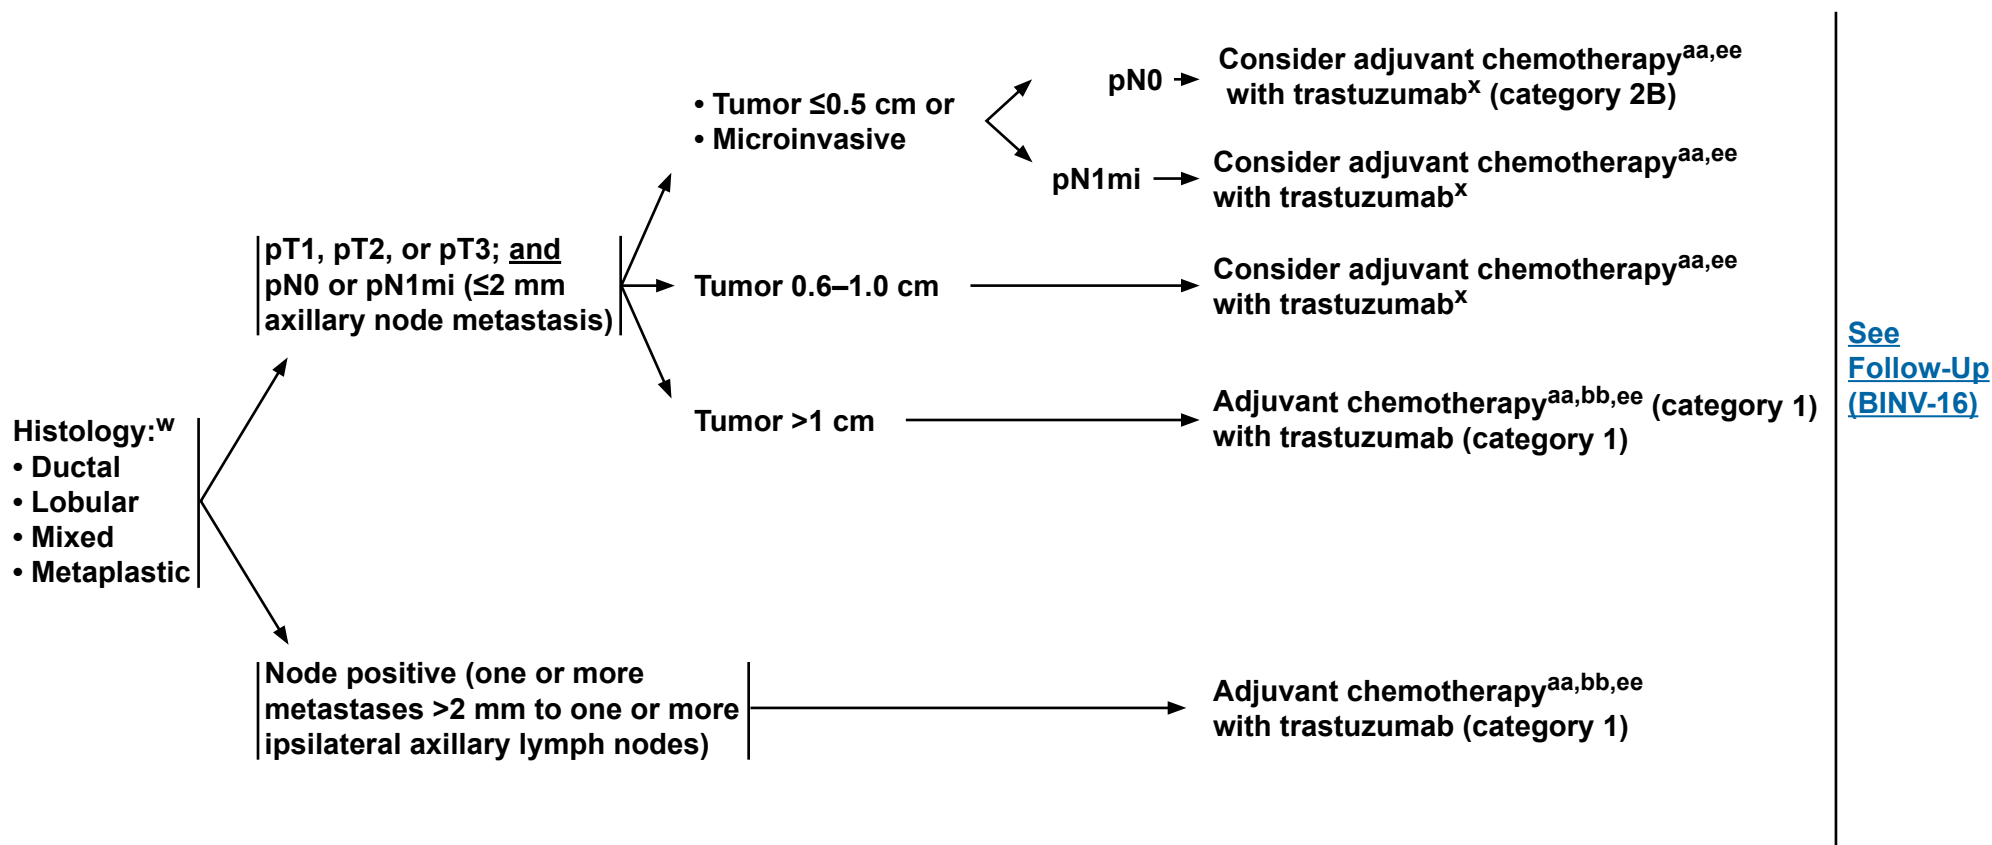 Histology:w
• Ductal
• Lobular
• Mixed
• Metaplastic
pT1, pT2, or pT3; and
pN0 or pN1mi (≤2 mm
axillary node metastasis)
• Tumor ≤0.5 cm or
• Microinvasive
pN0
Consider adjuvant chemotherapyaa,ee
with trastuzumabx (category 2B)
pN1mi
Consider adjuvant chemotherapyaa,ee
with trastuzumabx
Tumor 0.6–1.0 cm
Consider adjuvant chemotherapyaa,ee
with trastuzumabx
Tumor >1 cm
Adjuvant chemotherapyaa,bb,ee (category 1)
with trastuzumab (category 1)
Node positive (one or more
metastases >2 mm to one or more
ipsilateral axillary lymph nodes)
Adjuvant chemotherapyaa,bb,ee
with trastuzumab (category 1)
See
Follow-Up
(BINV-16)